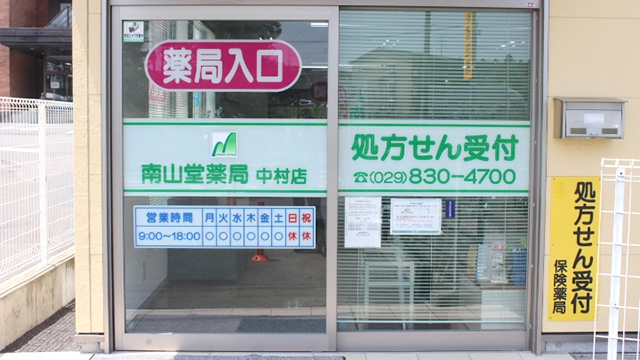 薬局入口
南山堂薬局 中村店
営業時間 月 火 水 木 金 土 日 祝
9:00〜18:00 ○ ○ ○ ○ ○ ○ 休 休
処方せん受付
☎(029)830-4700
処方せん受付
保険薬局